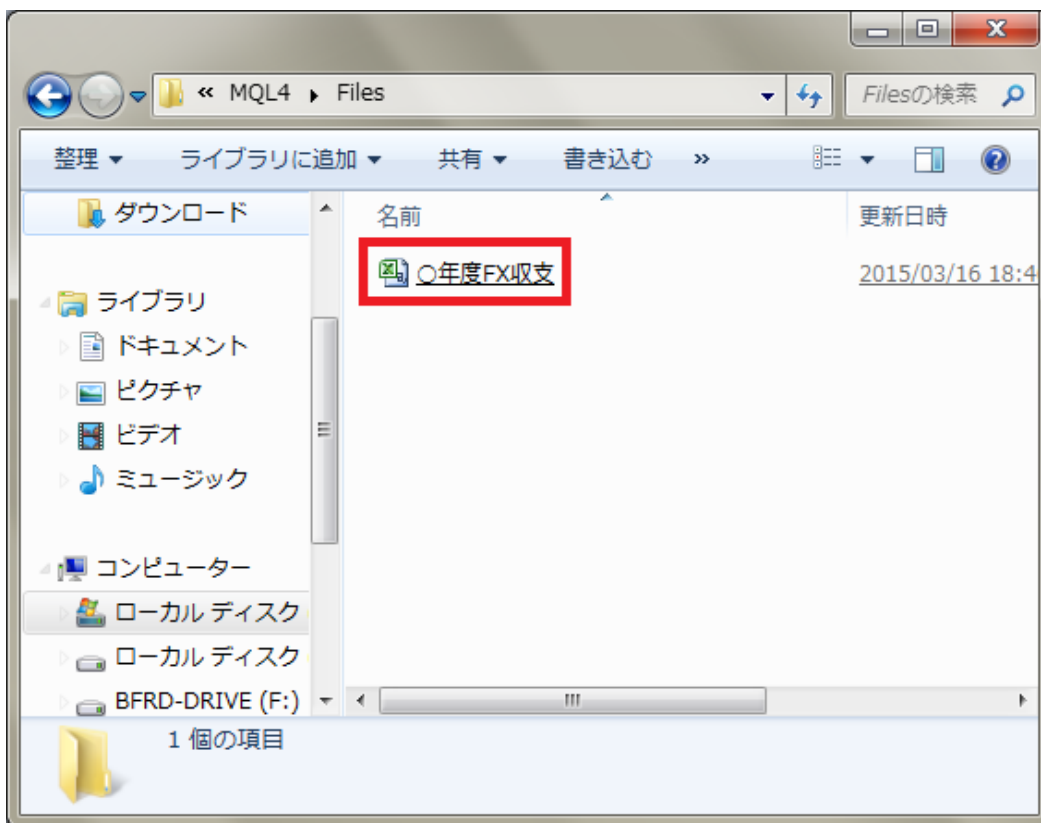 « MQL4 ▸ Files
Filesの検索
整理 ▼ ライブラリに追加 ▼ 共有 ▼ 書き込む »
ダウンロード
ライブラリ
ドキュメント
ピクチャ
ビデオ
ミュージック
コンピューター
ローカル ディスク
ローカル ディスク
BFRD-DRIVE (F:)
名前 更新日時
○年度FX収支 2015/03/16 18:4
1 個の項目